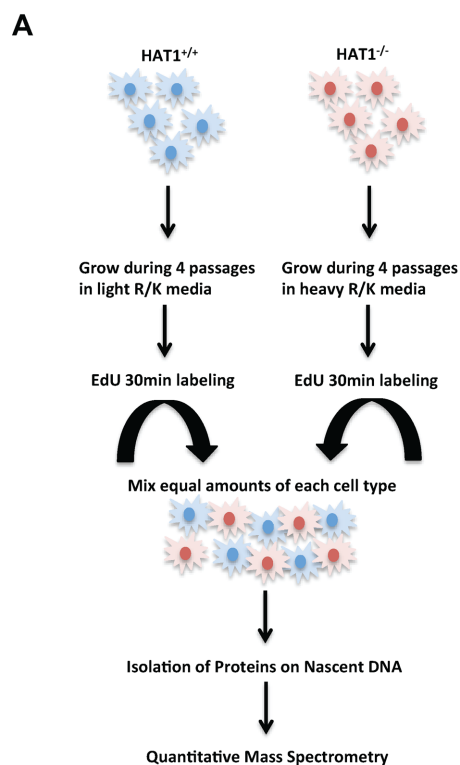 A
HAT1+/+
HAT1-/-
Grow during 4 passages
in light R/K media
Grow during 4 passages
in heavy R/K media
EdU 30min labeling
EdU 30min labeling
Mix equal amounts of each cell type
Isolation of Proteins on Nascent DNA
Quantitative Mass Spectrometry